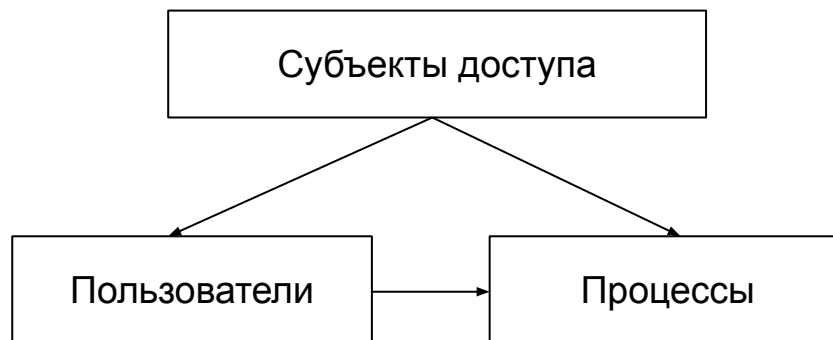 Субъекты доступа
Пользователи
Процессы